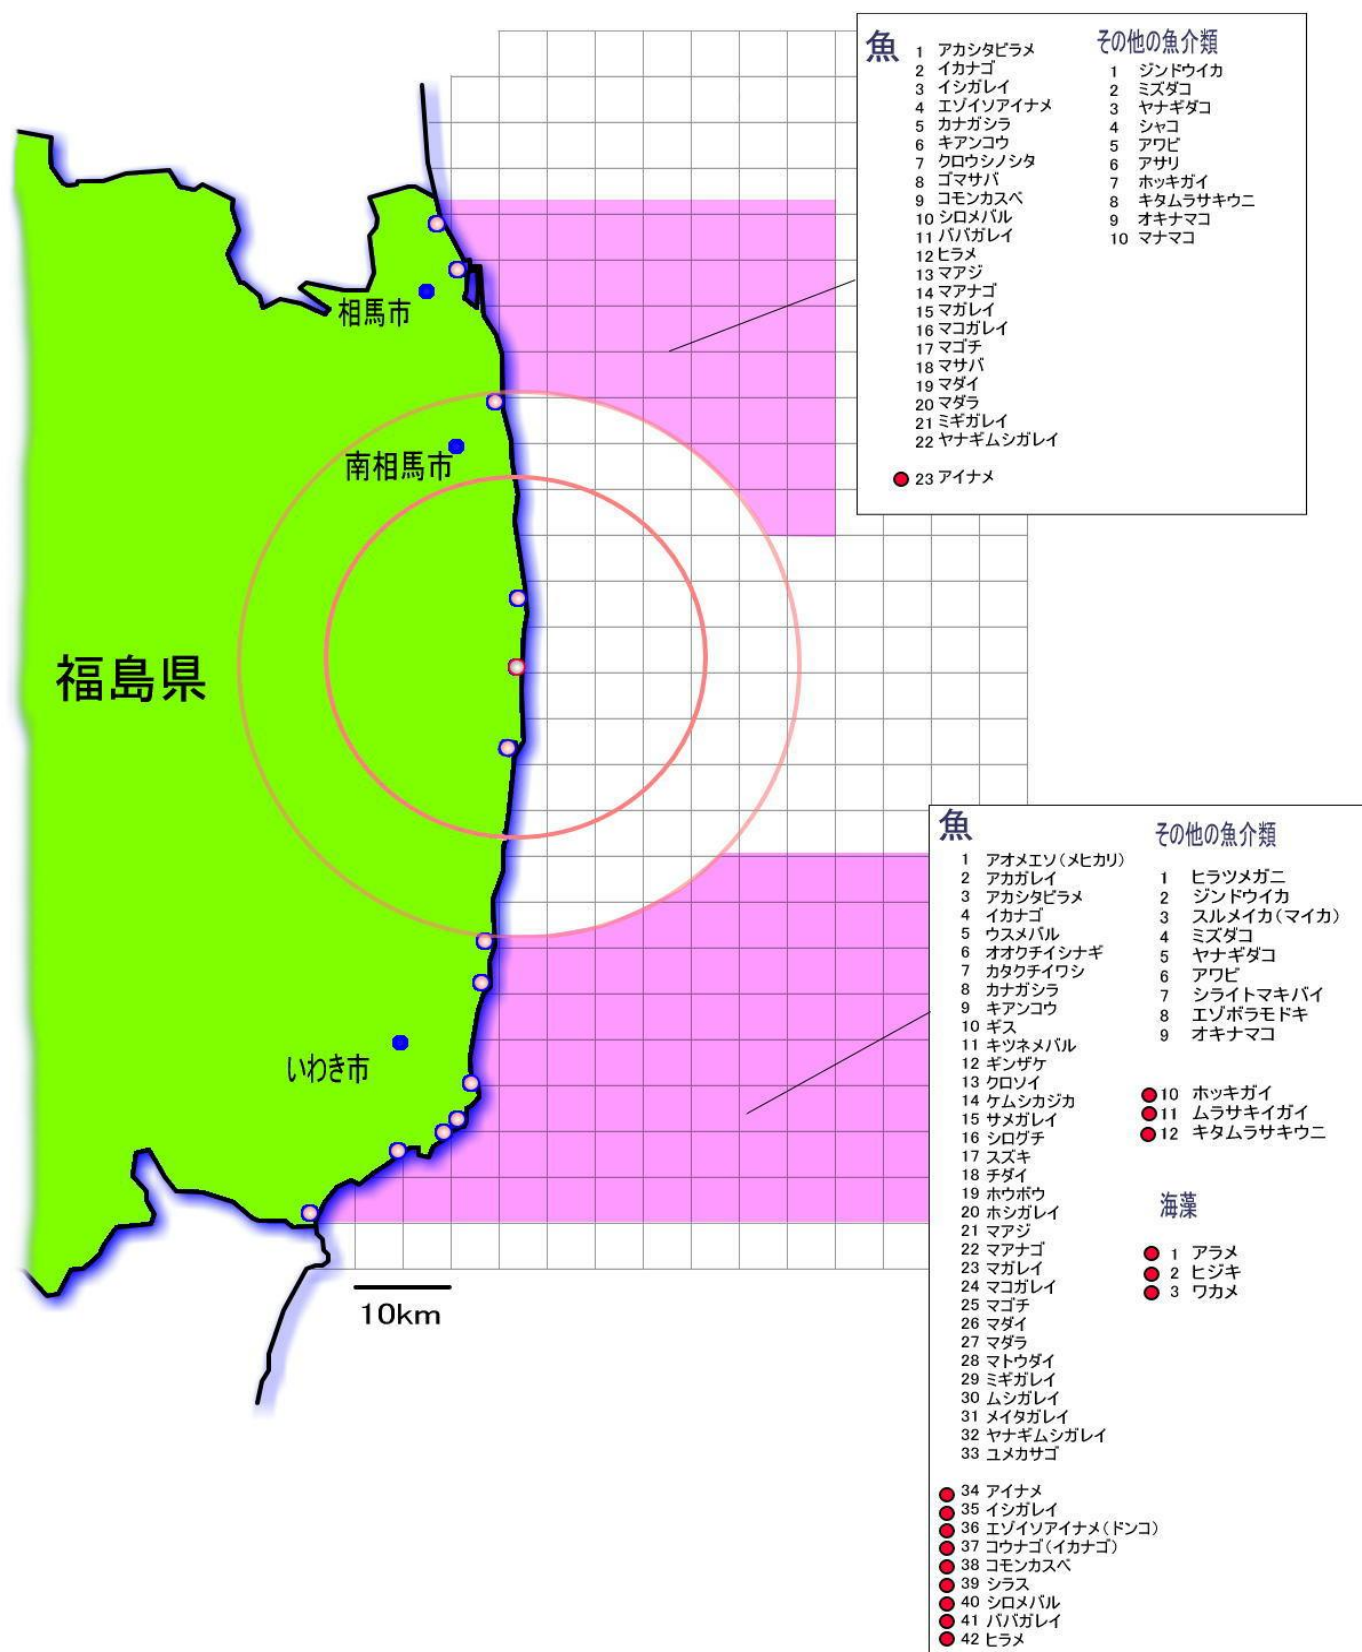 魚
1 アカシタビラメ
2 イカナゴ
3 イシガレイ
4 エゾイソアイナメ
5 カナガシラ
6 キアンコウ
7 クロウシノシタ
8 ゴマサバ
9 コモンカスベ
10 シロメバル
11 ババガレイ
12 ヒラメ
13 マアジ
14 マアナゴ
15 マガレイ
16 マコガレイ
17 マゴチ
18 マサバ
19 マダイ
20 マダラ
21 ミギガレイ
22 ヤナギムシガレイ
23 アイナメ
その他の魚介類
1 ジンドウイカ
2 ミズダコ
3 ヤナギダコ
4 シャコ
5 アワビ
6 アサリ
7 ホッキガイ
8 キタムラサキウニ
9 オキナマコ
10 マナマコ
相馬市
南相馬市
福島県
いわき市
10km
魚
1 アオメエソ(メヒカリ)
2 アカガレイ
3 アカシタビラメ
4 イカナゴ
5 ウスメバル
6 オオクチイシナギ
7 カタクチイワシ
8 カナガシラ
9 キアンコウ
10 ギス
11 キツネメバル
12 ギンザケ
13 クロソイ
14 ケムシカジカ
15 サメガレイ
16 シログチ
17 スズキ
18 チダイ
19 ホウボウ
20 ホシガレイ
21 マアジ
22 マアナゴ
23 マガレイ
24 マコガレイ
25 マゴチ
26 マダイ
27 マダラ
28 マトウダイ
29 ミギガレイ
30 ムシガレイ
31 メイタガレイ
32 ヤナギムシガレイ
33 ユメカサゴ
34 アイナメ
35 イシガレイ
36 エゾイソアイナメ(ドンコ)
37 コウナゴ(イカナゴ)
38 コモンカスベ
39 シラス
40 シロメバル
41 ババガレイ
42 ヒラメ
その他の魚介類
1 ヒラツメガニ
2 ジンドウイカ
3 スルメイカ(マイカ)
4 ミズダコ
5 ヤナギダコ
6 アワビ
7 シライトマキバイ
8 エゾボラモドキ
9 オキナマコ
10 ホッキガイ
11 ムラサキイガイ
12 キタムラサキウニ
海藻
1 アラメ
2 ヒジキ
3 ワカメ